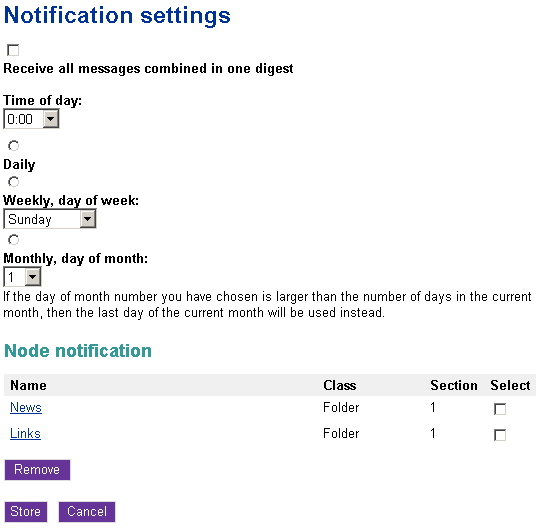 Notification settings
Receive all messages combined in one digest
Time of day:
0:00
Daily
Weekly, day of week:
Sunday
Monthly, day of month:
1
If the day of month number you have chosen is larger than the number of days in the current
month, then the last day of the current month will be used instead.
Node notification
Name Class Section Select
News Folder 1
Links Folder 1
Remove
Store Cancel